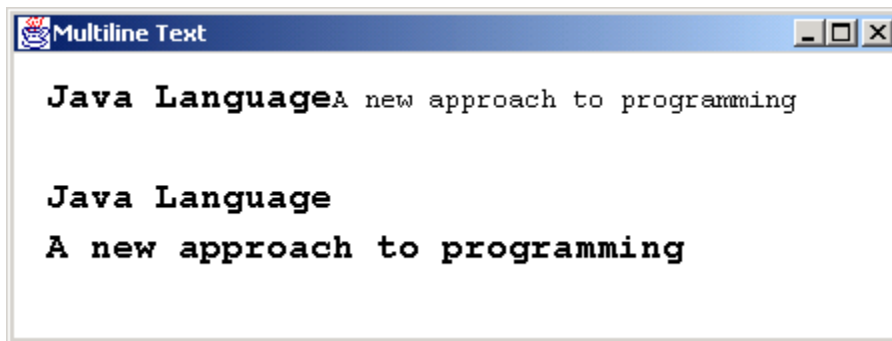 Multiline Text
Java LanguageA new approach to programming
Java Language
A new approach to programming